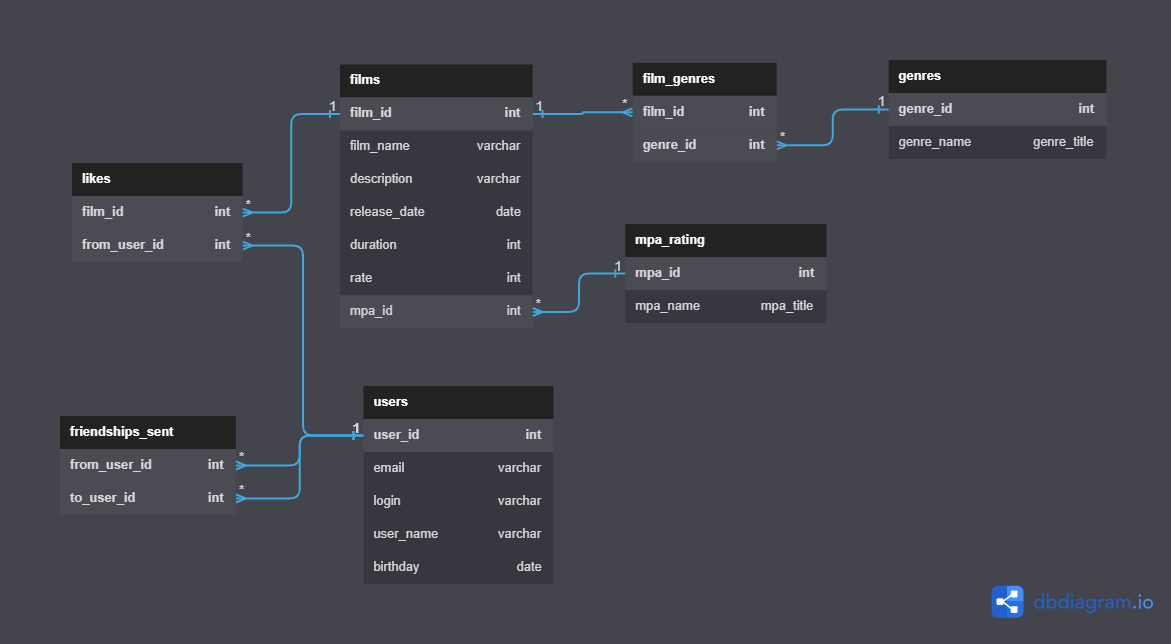 films
1 film_id int 1
film_name varchar
description varchar
release_date date
duration int
rate int
mpa_id int *
film_genres
* film_id int
genre_id int *
genres
1 genre_id int
genre_name genre_title
likes
film_id int *
from_user_id int *
mpa_rating
1 mpa_id int
mpa_name mpa_title
users
1 user_id int
email varchar
login varchar
user_name varchar
birthday date
friendships_sent
from_user_id int *
to_user_id int *
dbdiagram.io